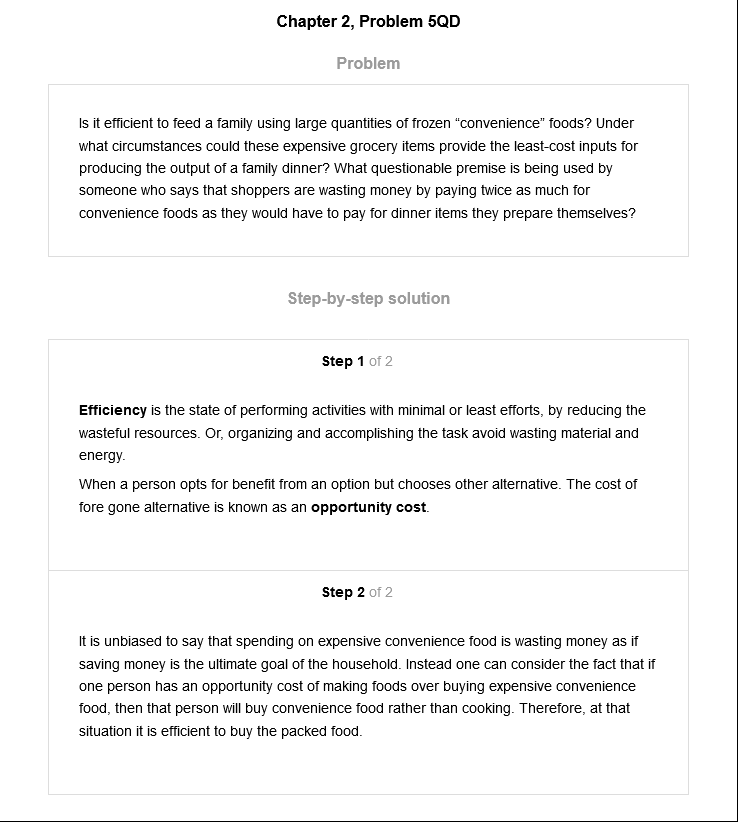 Chapter 2, Problem 5QD
Problem
Is it efficient to feed a family using large quantities of frozen “convenience” foods? Under
what circumstances could these expensive grocery items provide the least-cost inputs for
producing the output of a family dinner? What questionable premise is being used by
someone who says that shoppers are wasting money by paying twice as much for
convenience foods as they would have to pay for dinner items they prepare themselves?
Step-by-step solution
Step 1 of 2
Efficiency is the state of performing activities with minimal or least efforts, by reducing the
wasteful resources. Or, organizing and accomplishing the task avoid wasting material and
energy.
When a person opts for benefit from an option but chooses other alternative. The cost of
fore gone alternative is known as an opportunity cost.
Step 2 of 2
It is unbiased to say that spending on expensive convenience food is wasting money as if
saving money is the ultimate goal of the household. Instead one can consider the fact that if
one person has an opportunity cost of making foods over buying expensive convenience
food, then that person will buy convenience food rather than cooking. Therefore, at that
situation it is efficient to buy the packed food.